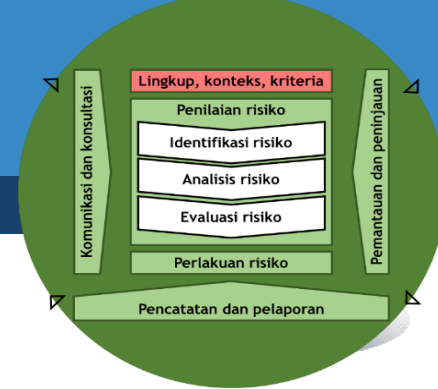 Lingkup, konteks, kriteria
Penilaian risiko
Identifikasi risiko
Analisis risiko
Evaluasi risiko
Perlakuan risiko
Komunikasi dan konsultasi
Pemantauan dan peninjauan
Pencatatan dan pelaporan